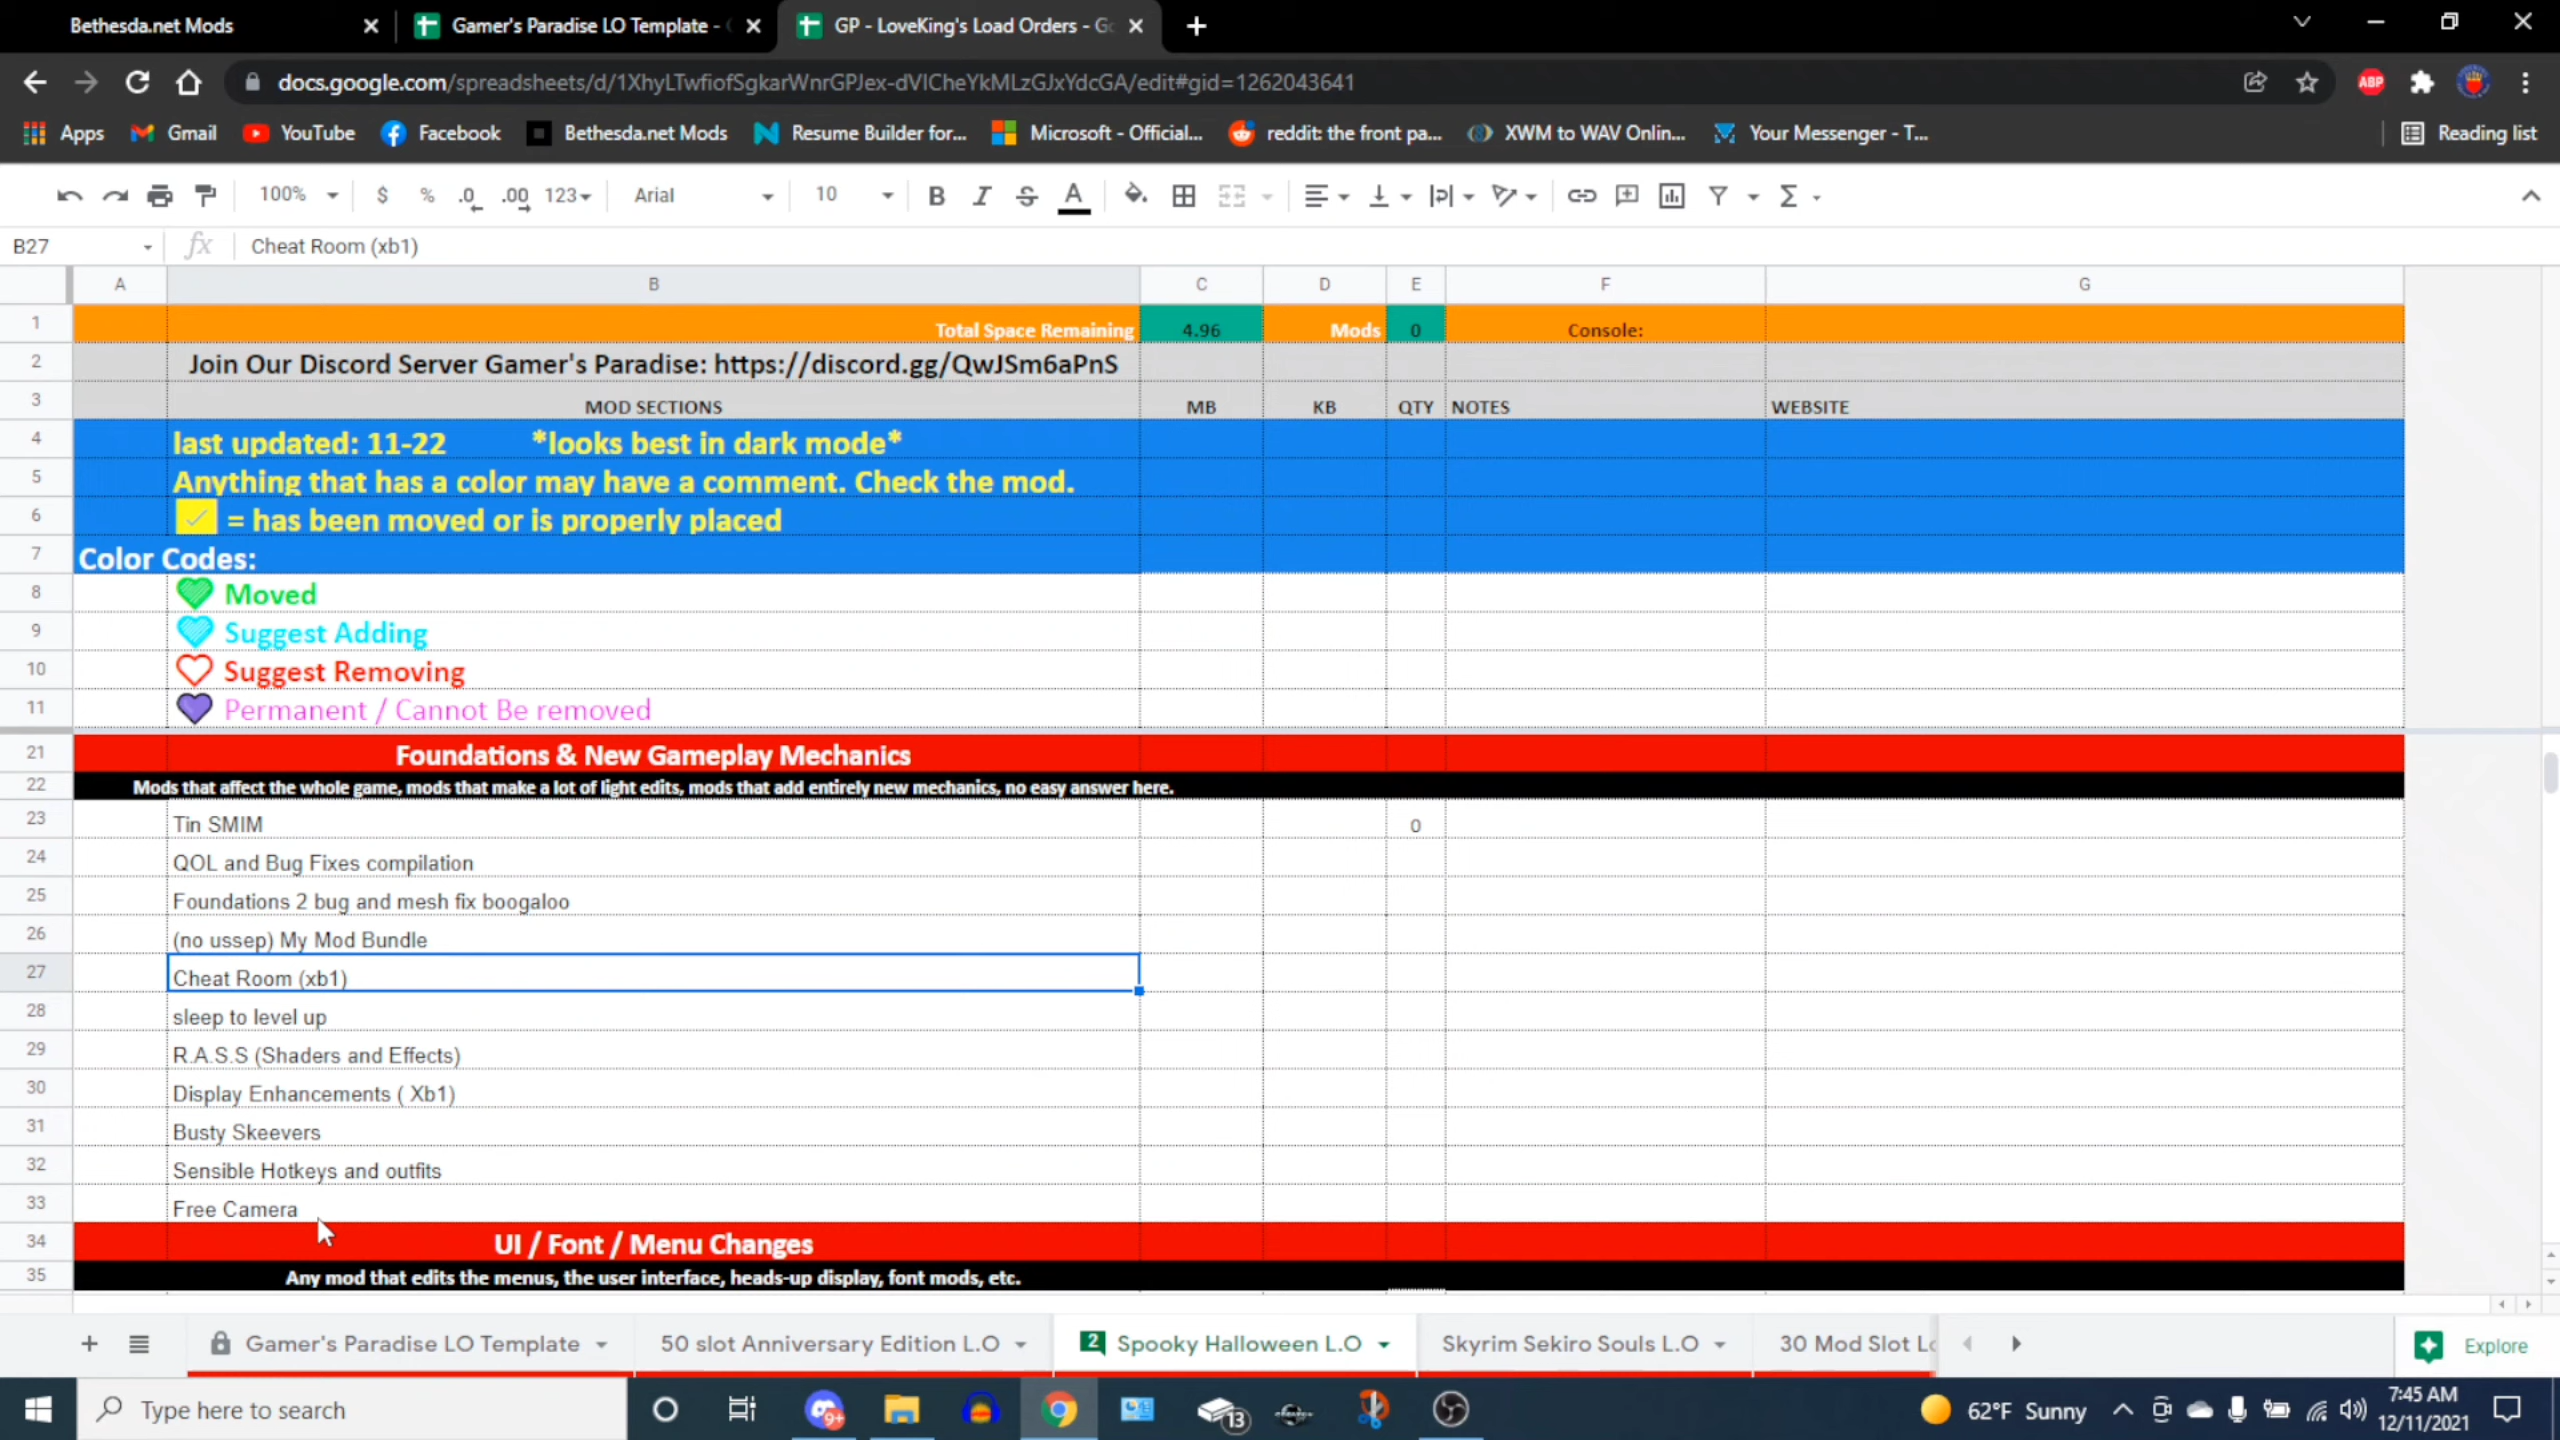 Bethesda.net Mods
Gamer's Paradise LO Template -
GP - LoveKing's Load Orders - Go
docs.google.com/spreadsheets/d/1XhyLTwfiofSgkarWnrGPJex-dVICheYkMLzGJxYdcGA/edit#gid=1262043641
ABP
Apps Gmail YouTube Facebook Bethesda.net Mods Resume Builder for... Microsoft - Official... reddit: the front pa... XWM to WAV Onlin... Your Messenger - T... Reading list
100% $ % .0 .00 123 Arial 10 B I S A Σ
B27 fx Cheat Room (xb1)
A B C D E F G
1 Total Space Remaining 4.96 Mods 0 Console:
2 Join Our Discord Server Gamer's Paradise: https://discord.gg/QwJSm6aPnS
3 MOD SECTIONS MB KB QTY NOTES WEBSITE
4 last updated: 11-22 *looks best in dark mode*
5 Anything that has a color may have a comment. Check the mod.
6 = has been moved or is properly placed
7 Color Codes:
8 Moved
9 Suggest Adding
10 Suggest Removing
11 Permanent / Cannot Be removed
21 Foundations & New Gameplay Mechanics
22 Mods that affect the whole game, mods that make a lot of light edits, mods that add entirely new mechanics, no easy answer here.
23 Tin SMIM 0
24 QOL and Bug Fixes compilation
25 Foundations 2 bug and mesh fix boogaloo
26 (no ussep) My Mod Bundle
27 Cheat Room (xb1)
28 sleep to level up
29 R.A.S.S (Shaders and Effects)
30 Display Enhancements ( Xb1)
31 Busty Skeevers
32 Sensible Hotkeys and outfits
33 Free Camera
34 UI / Font / Menu Changes
35 Any mod that edits the menus, the user interface, heads-up display, font mods, etc.
Gamer's Paradise LO Template 50 slot Anniversary Edition L.O 2 Spooky Halloween L.O Skyrim Sekiro Souls L.O 30 Mod Slot Lo Explore
Type here to search 9+ 13 62°F Sunny 7:45 AM
12/11/2021